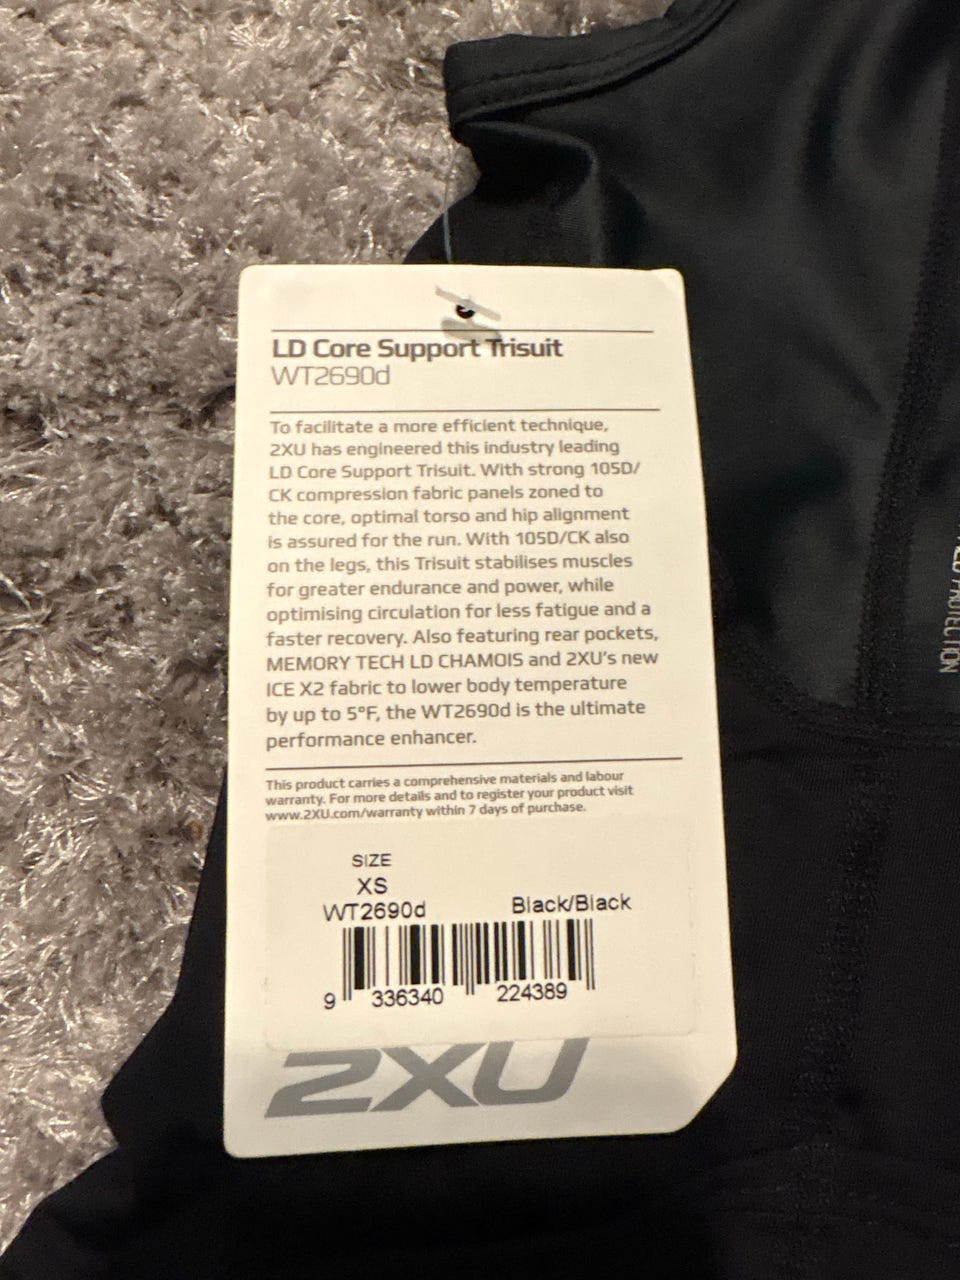 LD Core Support Trisuit
WT2690d
To facilitate a more efficient technique,
2XU has engineered this industry leading
LD Core Support Trisuit. With strong 105D/
CK compression fabric panels zoned to
the core, optimal torso and hip alignment
is assured for the run. With 105D/CK also
on the legs, this Trisuit stabilises muscles
for greater endurance and power, while
optimising circulation for less fatigue and a
faster recovery. Also featuring rear pockets,
MEMORY TECH LD CHAMOIS and 2XU's new
ICE X2 fabric to lower body temperature
by up to 5°F, the WT2690d is the ultimate
performance enhancer.
This product carries a comprehensive materials and labour
warranty. For more details and to register your product visit
www.2XU.com/warranty within 7 days of purchase.
SIZE
XS
WT2690d Black/Black
9 336340 224389
2XU
PROTECTION